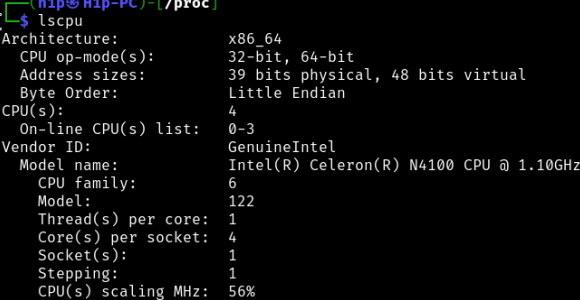 (h1p㉿H1p-PC)-[/proc]
$ lscpu
Architecture: x86_64
CPU op-mode(s): 32-bit, 64-bit
Address sizes: 39 bits physical, 48 bits virtual
Byte Order: Little Endian
CPU(s): 4
On-line CPU(s) list: 0-3
Vendor ID: GenuineIntel
Model name: Intel(R) Celeron(R) N4100 CPU @ 1.10GHz
CPU family: 6
Model: 122
Thread(s) per core: 1
Core(s) per socket: 4
Socket(s): 1
Stepping: 1
CPU(s) scaling MHz: 56%